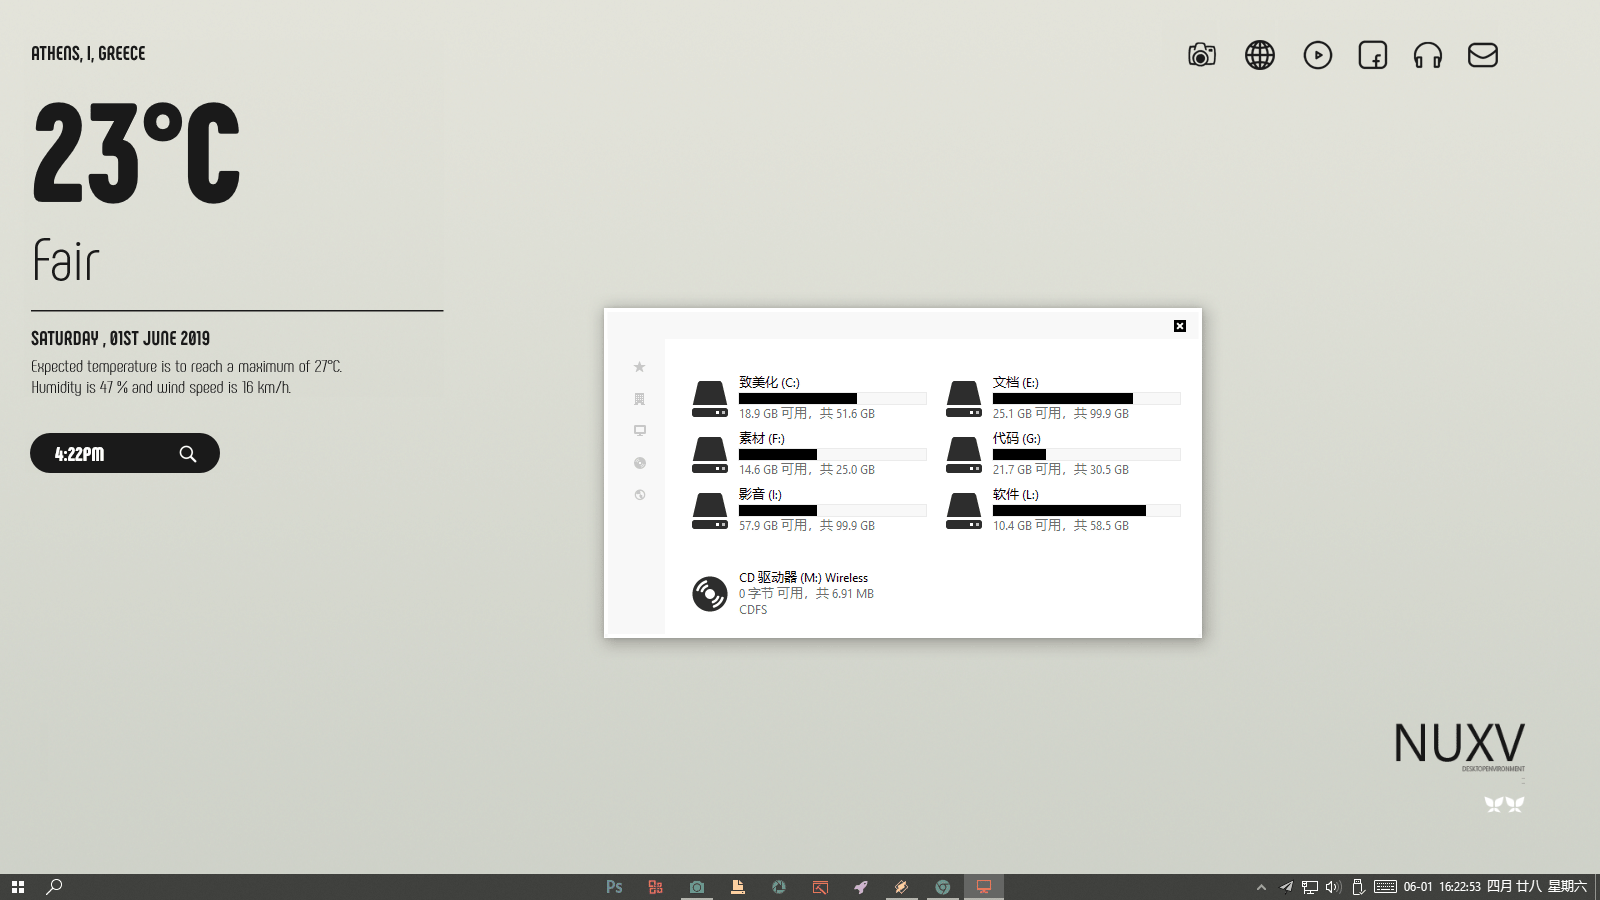 ATHENS, I, GREECE
23°C
Fair
SATURDAY , 01ST JUNE 2019
Expected temperature is to reach a maximum of 27°C.
Humidity is 47 % and wind speed is 16 km/h.
4:22PM
致美化 (C:)
18.9 GB 可用，共 51.6 GB
文档 (E:)
25.1 GB 可用，共 99.9 GB
素材 (F:)
14.6 GB 可用，共 25.0 GB
代码 (G:)
21.7 GB 可用，共 30.5 GB
影音 (I:)
57.9 GB 可用，共 99.9 GB
软件 (L:)
10.4 GB 可用，共 58.5 GB
CD 驱动器 (M:) Wireless
0 字节 可用，共 6.91 MB
CDFS
NUXV
DESKTOPENVIRONMENT
Ps
06-01 16:22:53 四月 廿八 星期六